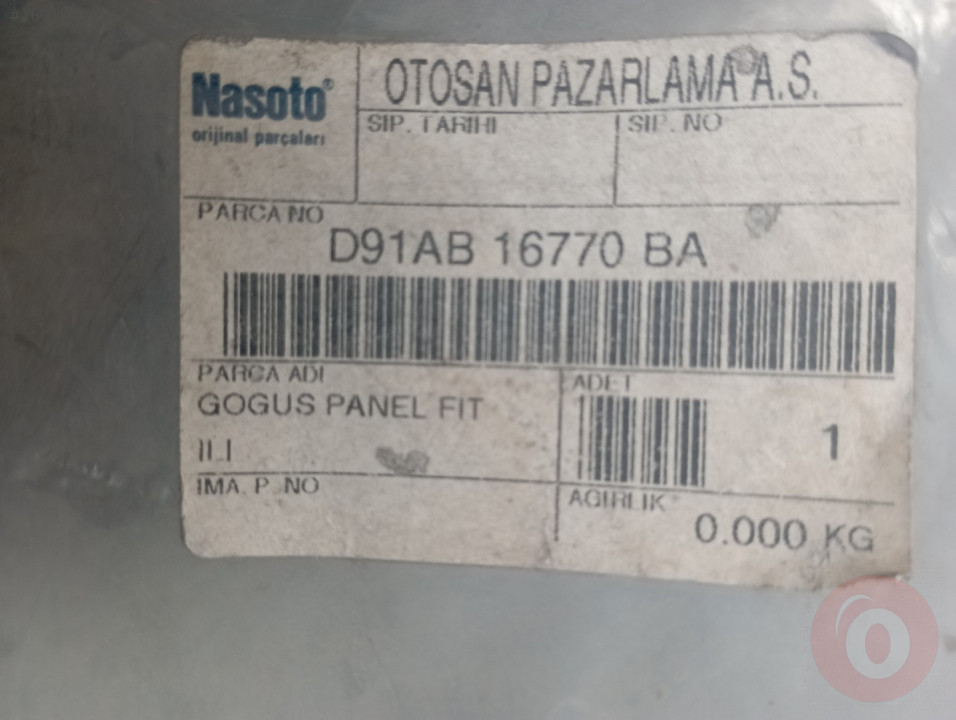 Nasoto®
orijinal parçaları
OTOSAN PAZARLAMA A.S.
SIP. TARIHI
SIP. NO
PARCA NO
D91AB 16770 BA
PARCA ADI
GOGUS PANEL FIT
ILI
ADET
1
IMA. P. NO
AGIRLIK
0.000 KG